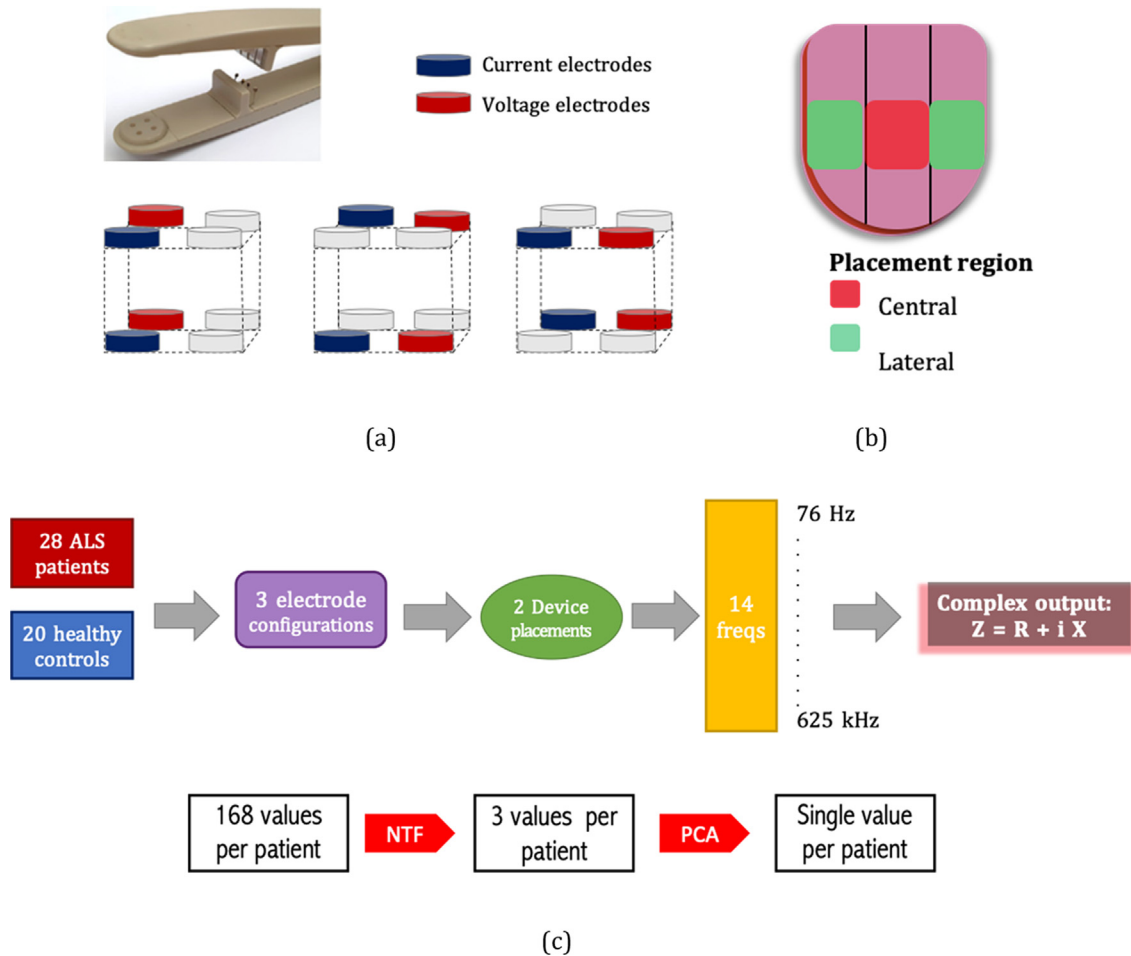 Current electrodes
Voltage electrodes
Placement region
Central
Lateral
(a)
(b)
28 ALS
patients
20 healthy
controls
3 electrode
configurations
2 Device
placements
14
freqs
76 Hz
625 kHz
Complex output:
Z = R + i X
168 values
per patient
NTF
3 values per
patient
PCA
Single value
per patient
(c)